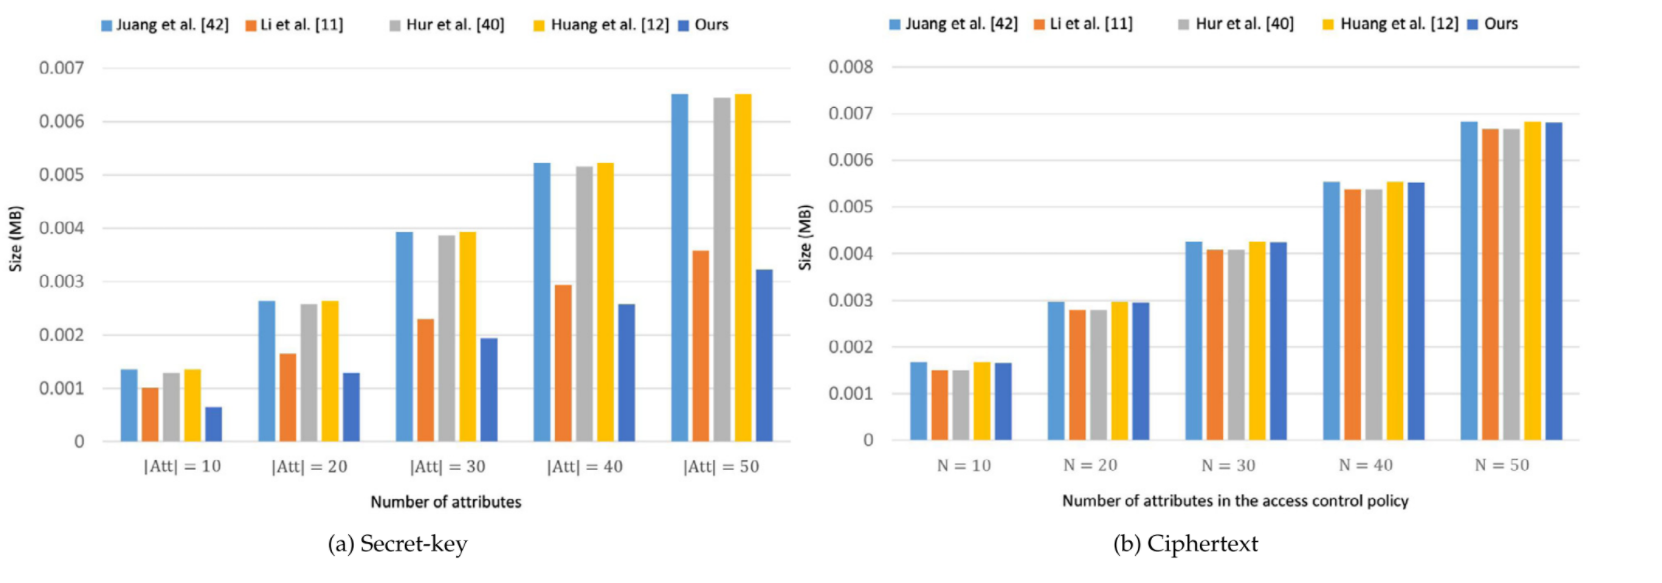 Juang et al. [42] Li et al. [11] Hur et al. [40] Huang et al. [12] Ours
0.007
0.006
0.005
0.004
0.003
0.002
0.001
0
Size (MB)
|Att| = 10 |Att| = 20 |Att| = 30 |Att| = 40 |Att| = 50
Number of attributes
(a) Secret-key
Juang et al. [42] Li et al. [11] Hur et al. [40] Huang et al. [12] Ours
0.008
0.007
0.006
0.005
0.004
0.003
0.002
0.001
0
Size (MB)
N = 10 N = 20 N = 30 N = 40 N = 50
Number of attributes in the access control policy
(b) Ciphertext